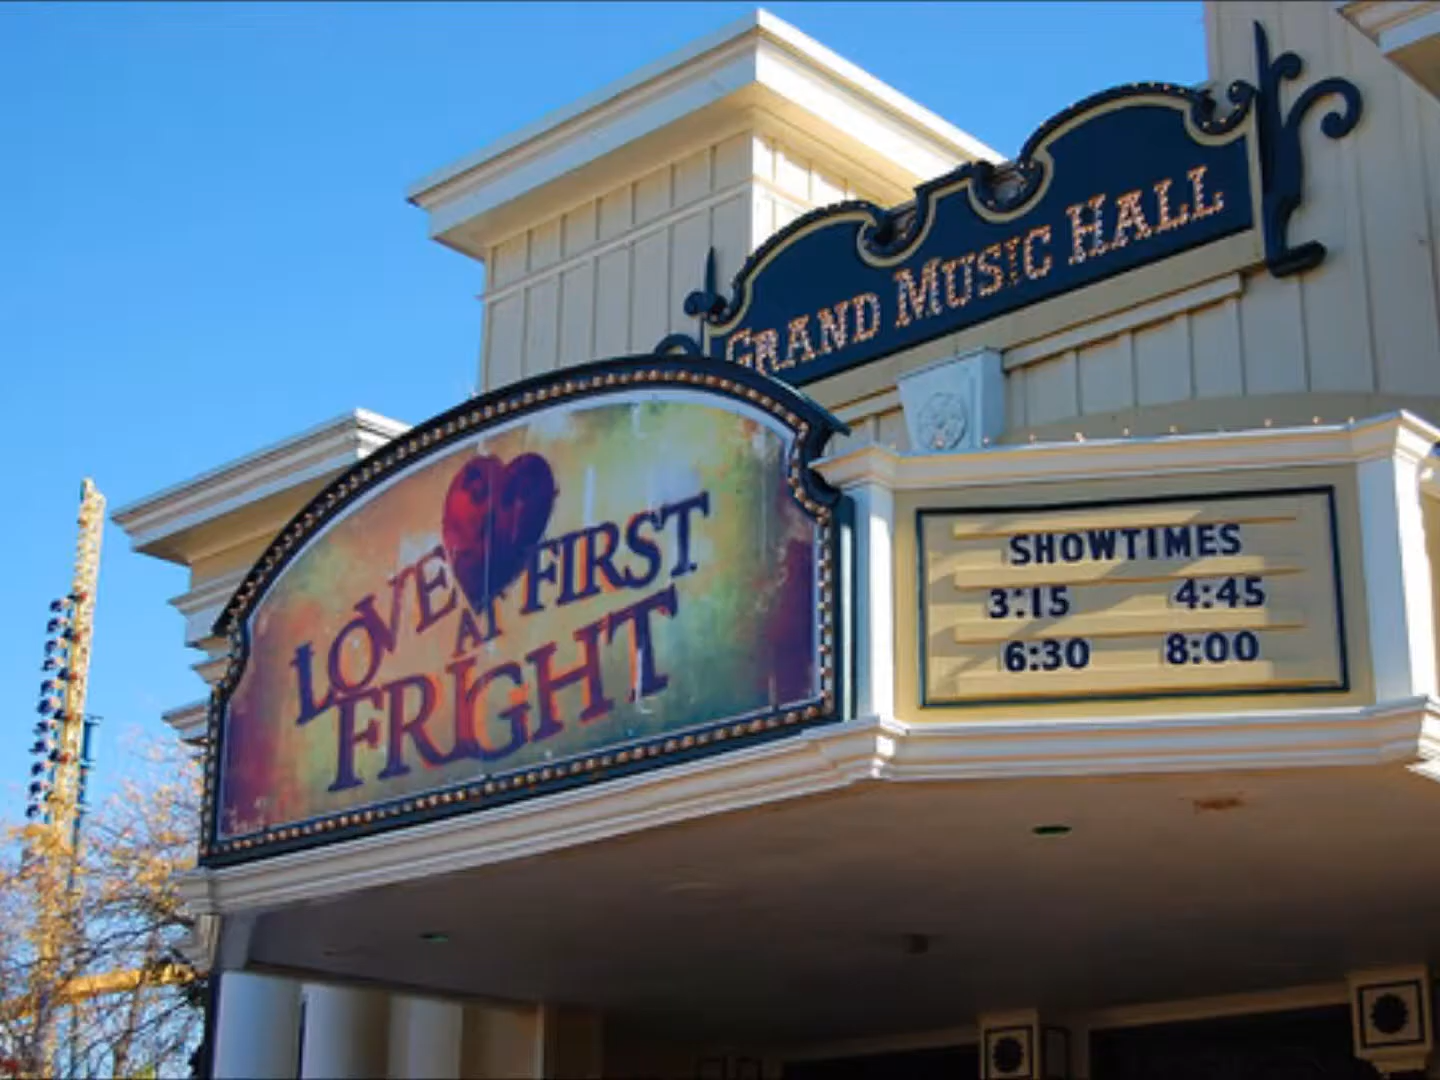 GRAND MUSIC HALL
LOVE
AT FIRST
FRIGHT
SHOWTIMES
3:15 4:45
6:30 8:00